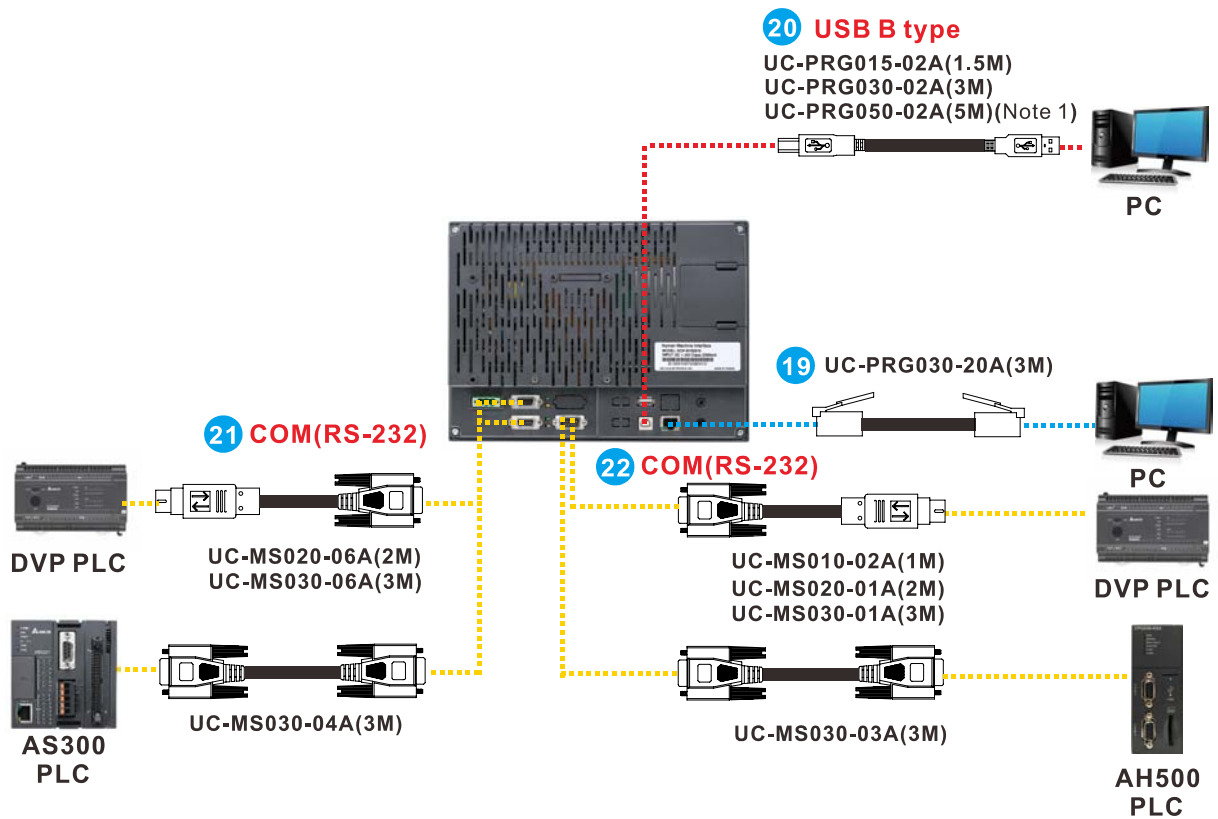 20 USB B type
UC-PRG015-02A(1.5M)
UC-PRG030-02A(3M)
UC-PRG050-02A(5M)(Note 1)
PC
Human Machine Interface
19 UC-PRG030-20A(3M)
PC
21 COM(RS-232)
DVP PLC
UC-MS020-06A(2M)
UC-MS030-06A(3M)
22 COM(RS-232)
UC-MS010-02A(1M)
UC-MS020-01A(2M)
UC-MS030-01A(3M)
DVP PLC
AS300
PLC
UC-MS030-04A(3M)
UC-MS030-03A(3M)
AH500
PLC